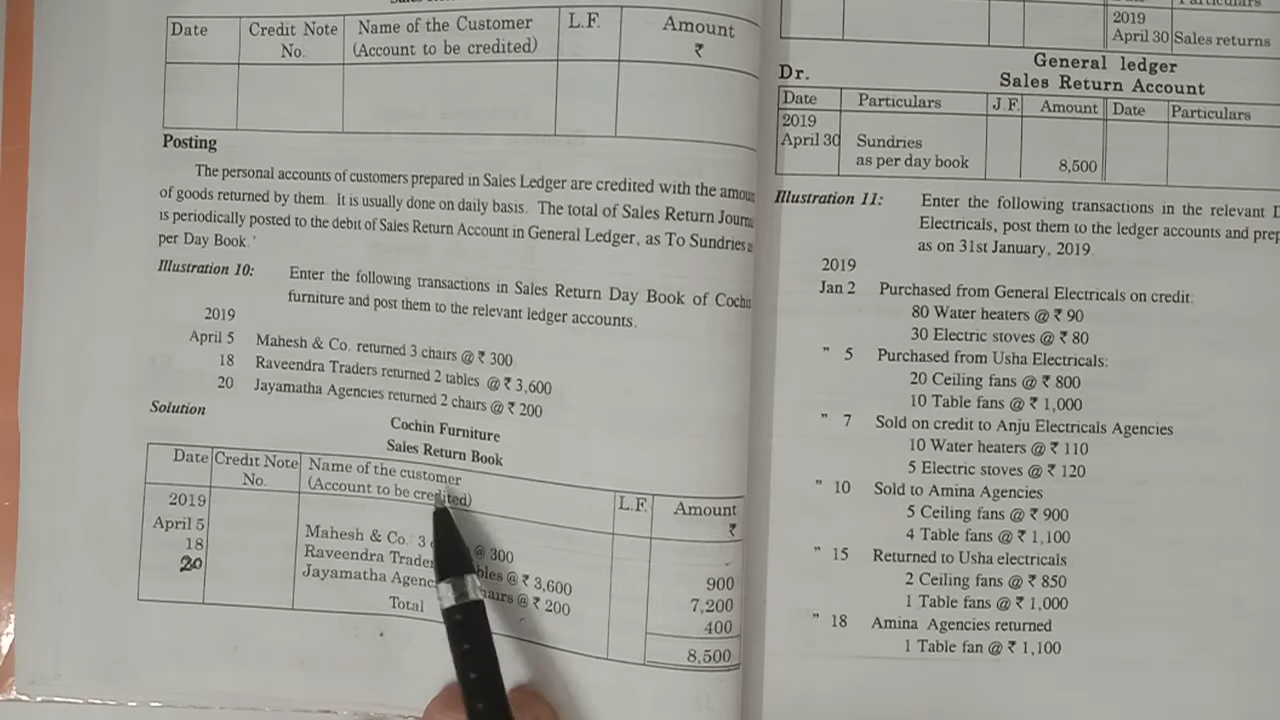 Date Credit Note No. Name of the Customer (Account to be credited) L.F. Amount ₹
Posting
The personal accounts of customers prepared in Sales Ledger are credited with the
of goods returned by them. It is usually done on daily basis. The total of Sales Return
is periodically posted to the debit of Sales Return Account in General Ledger, as To Sundries
per Day Book.
Illustration 10: Enter the following transactions in Sales Return Day Book of
furniture and post them to the relevant ledger accounts.
2019
April 5 Mahesh & Co. returned 3 chairs @ ₹ 300
18 Raveendra Traders returned 2 tables @ ₹ 3,600
20 Jayamatha Agencies returned 2 chairs @ ₹ 200
Solution
Cochin Furniture
Sales Return Book
Date Credit Note No. Name of the customer (Account to be credited) L.F. Amount ₹
2019
April 5 Mahesh & Co. 3 @ 300 900
18 Raveendra @ ₹ 3,600 7,200
20 Jayamatha @ ₹ 200 400
Total 8,500
2019
April 30 Sales returns
General ledger
Sales Return Account
Dr.
Date Particulars J.F. Amount Date Particulars
2019
April 30 Sundries
as per day book 8,500
Illustration 11: Enter the following transactions in the relevant
Electricals, post them to the ledger accounts and
as on 31st January, 2019.
2019
Jan 2 Purchased from General Electricals on credit:
80 Water heaters @ ₹ 90
30 Electric stoves @ ₹ 80
" 5 Purchased from Usha Electricals:
20 Ceiling fans @ ₹ 800
10 Table fans @ ₹ 1,000
" 7 Sold on credit to Anju Electricals Agencies
10 Water heaters @ ₹ 110
5 Electric stoves @ ₹ 120
" 10 Sold to Amina Agencies
5 Ceiling fans @ ₹ 900
4 Table fans @ ₹ 1,100
" 15 Returned to Usha electricals
2 Ceiling fans @ ₹ 850
1 Table fans @ ₹ 1,000
" 18 Amina Agencies returned
1 Table fan @ ₹ 1,100